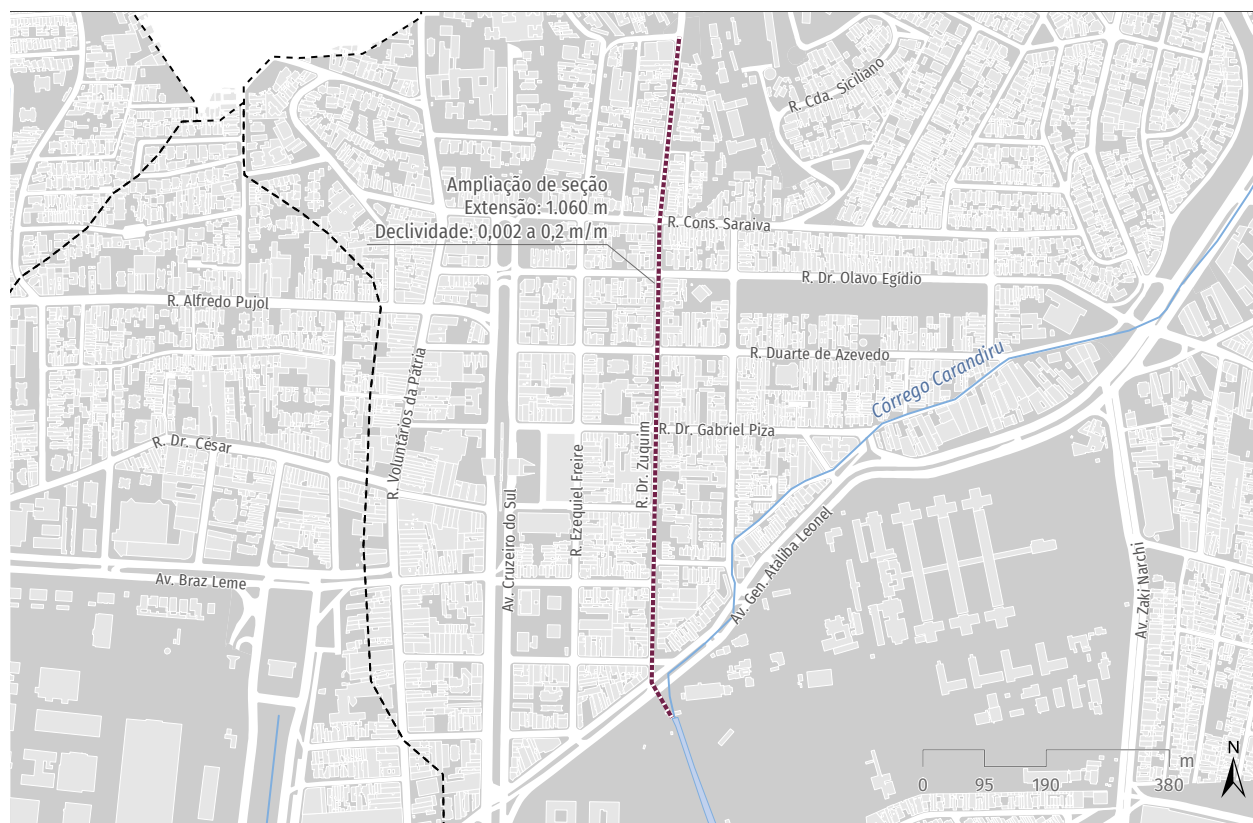 R. Cda. Siciliano
Ampliação de seção
Extensão: 1.060 m
Declividade: 0,002 a 0,2 m/m
R. Cons. Saraiva
R. Dr. Olavo Egídio
R. Alfredo Pujol
R. Duarte de Azevedo
Córrego Carandiru
R. Voluntários da Pátria
R. Dr. Gabriel Piza
R. Dr. César
R. Dr. Zuquim
R. Ezequiel Freire
Av. Cruzeiro do Sul
Av. Gen. Ataliba Leonel
Av. Braz Leme
Av. Zaki Narchi
N
m
0 95 190 380